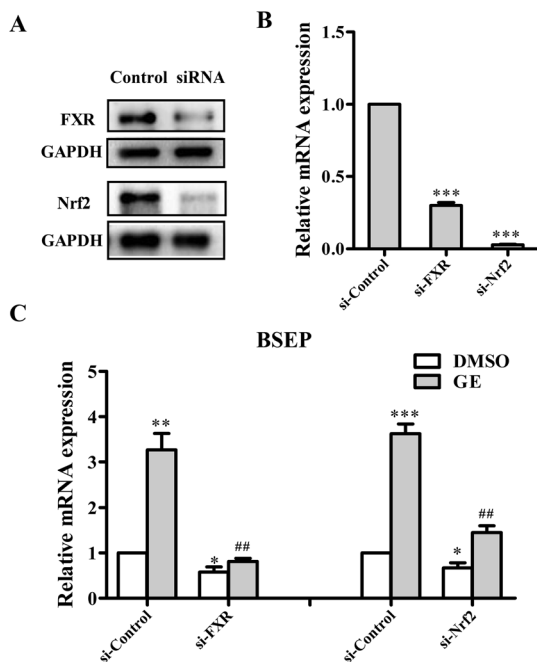 A
Control siRNA
FXR
GAPDH
Nrf2
GAPDH
B
Relative mRNA expression
1.5
1.0
0.5
0.0
***
***
si-Control
si-FXR
si-Nrf2
C
BSEP
DMSO
GE
Relative mRNA expression
5
4
3
2
1
0
**
*
##
***
*
##
si-Control
si-FXR
si-Control
si-Nrf2